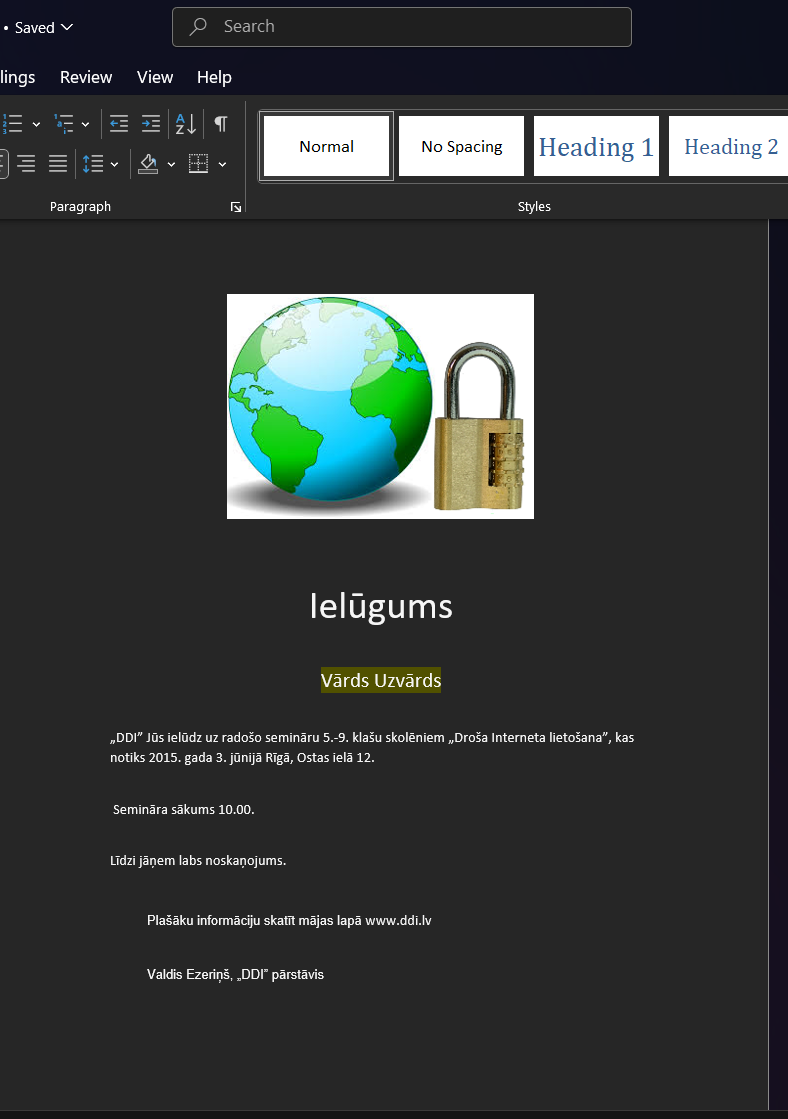 • Saved
Search
lings Review View Help
Paragraph
Normal
No Spacing
Heading 1
Heading 2
Styles
Ielūgums
Vārds Uzvārds
„DDI” Jūs ielūdz uz radošo semināru 5.-9. klašu skolēniem „Droša Interneta lietošana”, kas
notiks 2015. gada 3. jūnijā Rīgā, Ostas ielā 12.
Semināra sākums 10.00.
Līdzi jāņem labs noskaņojums.
Plašāku informāciju skatīt mājas lapā www.ddi.lv
Valdis Ezeriņš, „DDI” pārstāvis